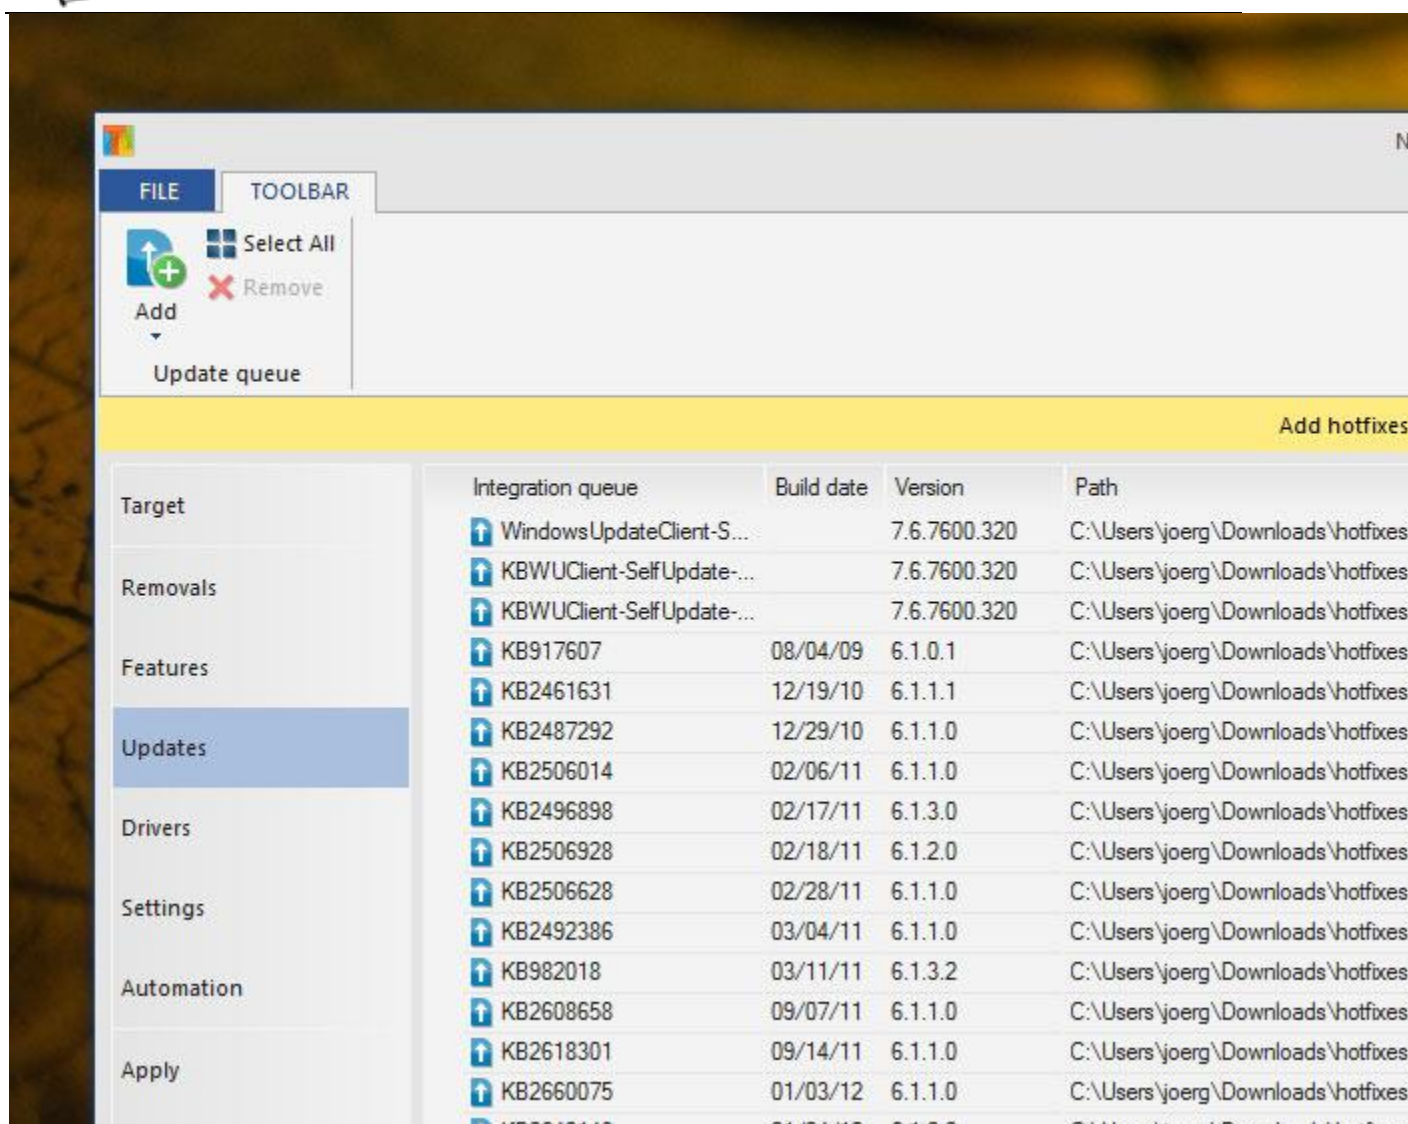 N
FILE TOOLBAR
Select All
Remove
Add
Update queue
Add hotfixes
Target
Removals
Features
Updates
Drivers
Settings
Automation
Apply
Integration queue Build date Version Path
WindowsUpdateClient-S... 7.6.7600.320 C:\Users\joerg\Downloads\hotfixes
KBWUClient-SelfUpdate-... 7.6.7600.320 C:\Users\joerg\Downloads\hotfixes
KBWUClient-SelfUpdate-... 7.6.7600.320 C:\Users\joerg\Downloads\hotfixes
KB917607 08/04/09 6.1.0.1 C:\Users\joerg\Downloads\hotfixes
KB2461631 12/19/10 6.1.1.1 C:\Users\joerg\Downloads\hotfixes
KB2487292 12/29/10 6.1.1.0 C:\Users\joerg\Downloads\hotfixes
KB2506014 02/06/11 6.1.1.0 C:\Users\joerg\Downloads\hotfixes
KB2496898 02/17/11 6.1.3.0 C:\Users\joerg\Downloads\hotfixes
KB2506928 02/18/11 6.1.2.0 C:\Users\joerg\Downloads\hotfixes
KB2506628 02/28/11 6.1.1.0 C:\Users\joerg\Downloads\hotfixes
KB2492386 03/04/11 6.1.1.0 C:\Users\joerg\Downloads\hotfixes
KB982018 03/11/11 6.1.3.2 C:\Users\joerg\Downloads\hotfixes
KB2608658 09/07/11 6.1.1.0 C:\Users\joerg\Downloads\hotfixes
KB2618301 09/14/11 6.1.1.0 C:\Users\joerg\Downloads\hotfixes
KB2660075 01/03/12 6.1.1.0 C:\Users\joerg\Downloads\hotfixes